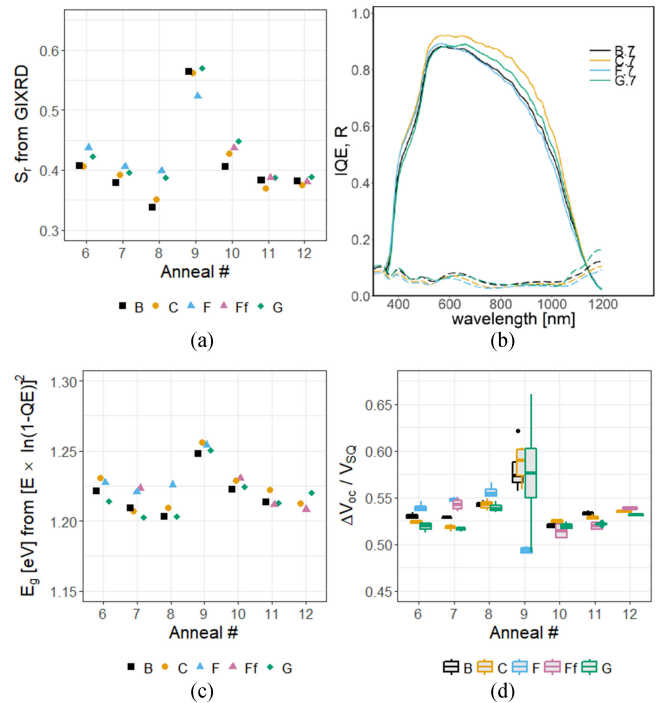 0.6
0.5
0.4
0.3
Sr from GIXRD
6 7 8 9 10 11 12
Anneal #
B C F Ff G
(a)
1.0
0.8
0.6
0.4
0.2
0.0
IQE, R
B.7
C.7
F.7
G.7
400 600 800 1000 1200
wavelength [nm]
(b)
1.30
1.25
1.20
1.15
Eg [eV] from [E × ln(1-QE)]²
6 7 8 9 10 11 12
Anneal #
B C F Ff G
(c)
0.65
0.60
0.55
0.50
0.45
ΔVoc / VSQ
6 7 8 9 10 11 12
Anneal #
B C F Ff G
(d)